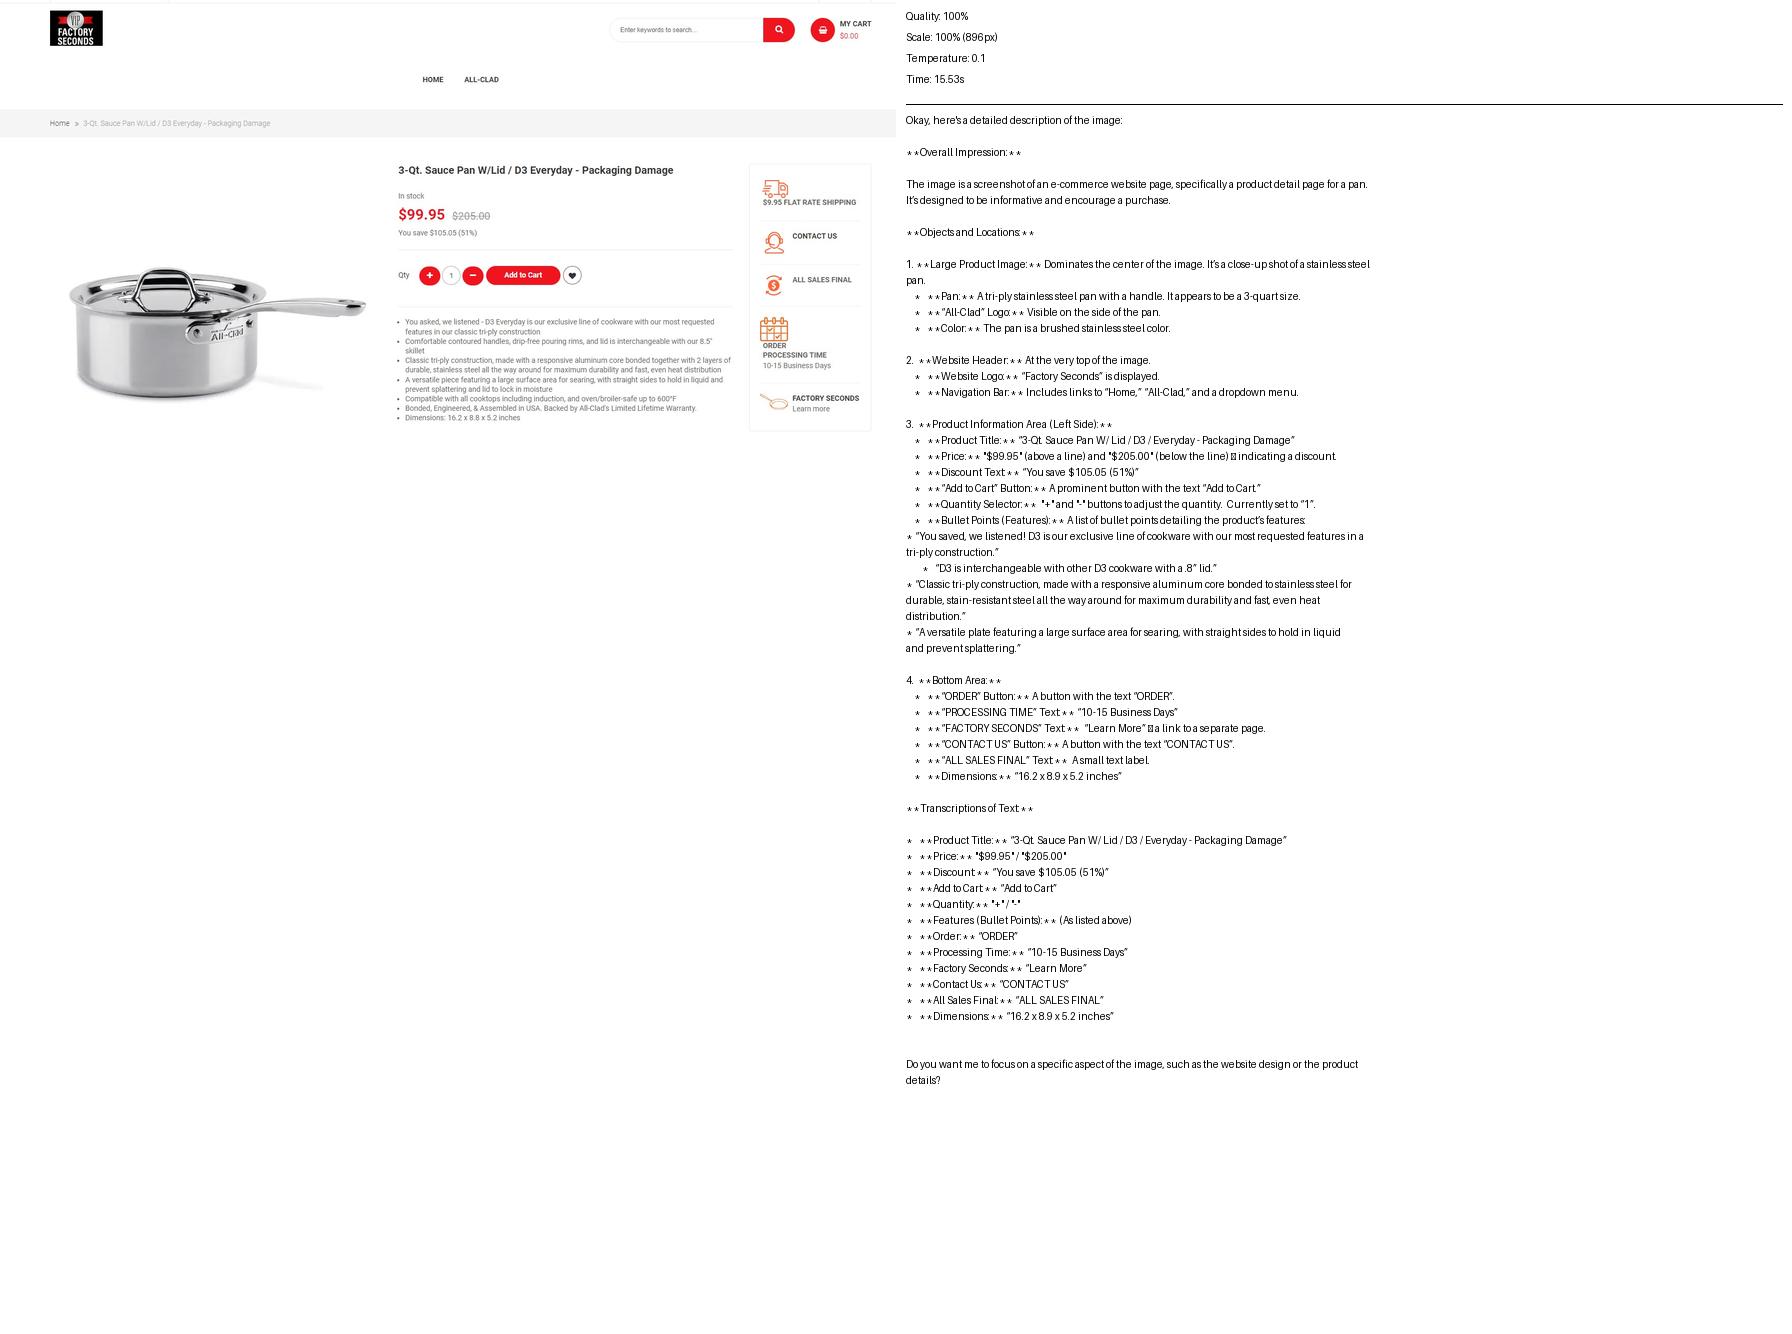 VIP
FACTORY
SECONDS
Enter keywords to search...
MY CART
$0.00
HOME
ALL-CLAD
Home » 3-Qt. Sauce Pan W/Lid / D3 Everyday - Packaging Damage
All-Clad
3-Qt. Sauce Pan W/Lid / D3 Everyday - Packaging Damage
In stock
$99.95 $205.00
You save $105.05 (51%)
Qty + 1 − Add to Cart
• You asked, we listened - D3 Everyday is our exclusive line of cookware with our most requested
features in our classic tri-ply construction
• Comfortable contoured handles, drip-free pouring rims, and lid is interchangeable with our 8.5"
skillet
Classic tri-ply construction, made with a responsive aluminum core bonded together with 2 layers of
durable, stainless steel all the way around for maximum durability and fast, even heat distribution
• A versatile piece featuring a large surface area for searing, with straight sides to hold in liquid and
prevent splattering and lid to lock in moisture
• Compatible with all cooktops including induction, and oven/broiler-safe up to 600°F
• Bonded, Engineered, & Assembled in USA. Backed by All-Clad's Limited Lifetime Warranty.
• Dimensions: 16.2 x 8.8 x 5.2 inches
$9.95 FLAT RATE SHIPPING
CONTACT US
ALL SALES FINAL
ORDER
PROCESSING TIME
10-15 Business Days
FACTORY SECONDS
Learn more
Quality: 100%
Scale: 100% (896px)
Temperature: 0.1
Time: 15.53s
Okay, here's a detailed description of the image:
**Overall Impression:**
The image is a screenshot of an e-commerce website page, specifically a product detail page for a pan.
It's designed to be informative and encourage a purchase.
**Objects and Locations:**
1. **Large Product Image:** Dominates the center of the image. It's a close-up shot of a stainless steel
pan.
* **Pan:** A tri-ply stainless steel pan with a handle. It appears to be a 3-quart size.
* **"All-Clad" Logo:** Visible on the side of the pan.
* **Color:** The pan is a brushed stainless steel color.
2. **Website Header:** At the very top of the image.
* **Website Logo:** "Factory Seconds" is displayed.
* **Navigation Bar:** Includes links to "Home," "All-Clad," and a dropdown menu.
3. **Product Information Area (Left Side):**
* **Product Title:** "3-Qt. Sauce Pan W/ Lid / D3 / Everyday - Packaging Damage"
* **Price:** "$99.95" (above a line) and "$205.00" (below the line) indicating a discount.
* **Discount Text:** "You save $105.05 (51%)"
* **"Add to Cart" Button:** A prominent button with the text "Add to Cart."
* **Quantity Selector:** "+" and "-" buttons to adjust the quantity. Currently set to "1".
* **Bullet Points (Features):** A list of bullet points detailing the product's features:
* "You saved, we listened! D3 is our exclusive line of cookware with our most requested features in a
tri-ply construction."
* "D3 is interchangeable with other D3 cookware with a .8" lid."
* "Classic tri-ply construction, made with a responsive aluminum core bonded to stainless steel for
durable, stain-resistant steel all the way around for maximum durability and fast, even heat
distribution."
* "A versatile plate featuring a large surface area for searing, with straight sides to hold in liquid
and prevent splattering."
4. **Bottom Area:**
* **"ORDER" Button:** A button with the text "ORDER".
* **"PROCESSING TIME" Text:** "10-15 Business Days"
* **"FACTORY SECONDS" Text:** "Learn More" a link to a separate page.
* **"CONTACT US" Button:** A button with the text "CONTACT US".
* **"ALL SALES FINAL" Text:** A small text label.
* **Dimensions:** "16.2 x 8.9 x 5.2 inches"
**Transcriptions of Text:**
* **Product Title:** "3-Qt. Sauce Pan W/ Lid / D3 / Everyday - Packaging Damage"
* **Price:** "$99.95" / "$205.00"
* **Discount:** "You save $105.05 (51%)"
* **Add to Cart:** "Add to Cart"
* **Quantity:** "+" / "-"
* **Features (Bullet Points):** (As listed above)
* **Order:** "ORDER"
* **Processing Time:** "10-15 Business Days"
* **Factory Seconds:** "Learn More"
* **Contact Us:** "CONTACT US"
* **All Sales Final:** "ALL SALES FINAL"
* **Dimensions:** "16.2 x 8.9 x 5.2 inches"
Do you want me to focus on a specific aspect of the image, such as the website design or the product
details?